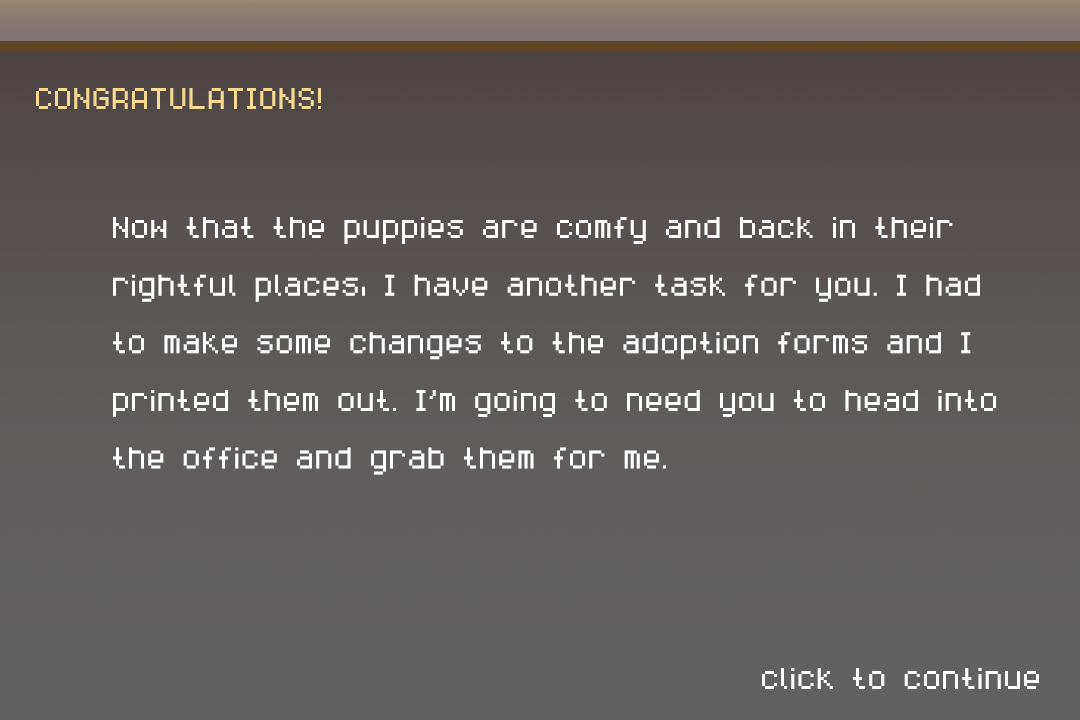 CONGRATULATIONS!
Now that the puppies are comfy and back in their
rightful places, I have another task for you. I had
to make some changes to the adoption forms and I
printed them out. I'm going to need you to head into
the office and grab them for me.
click to continue